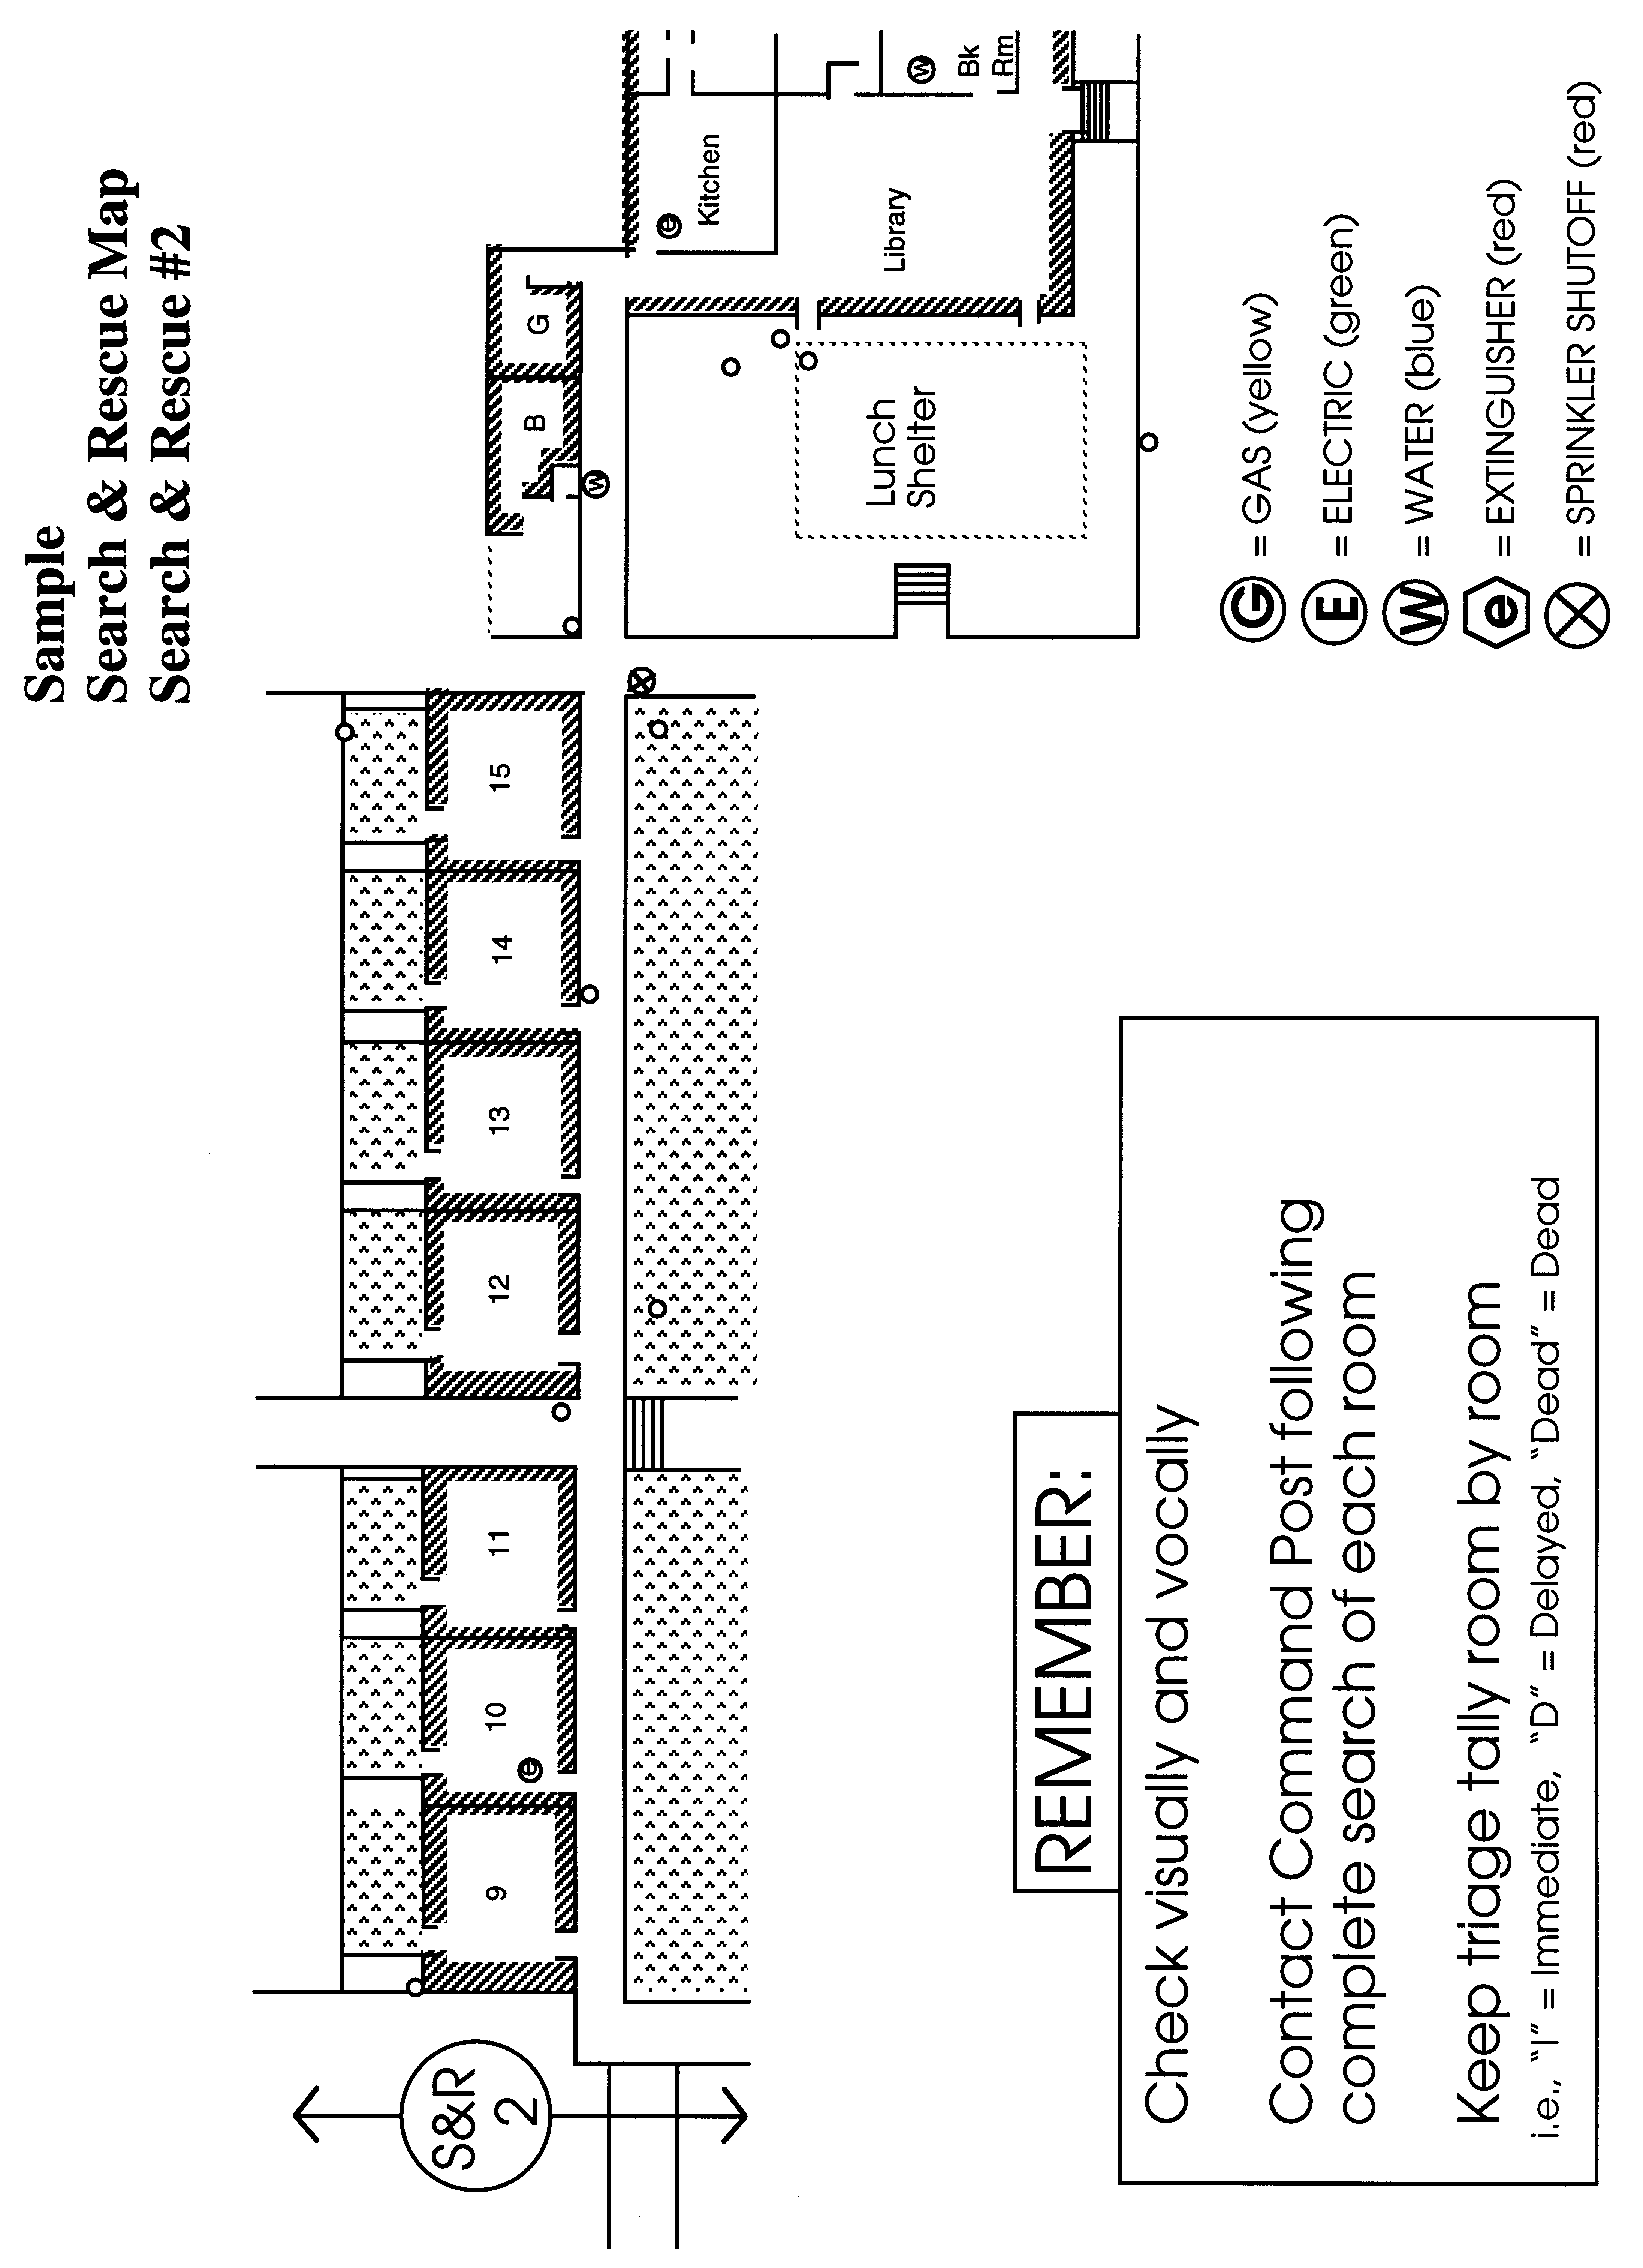 Sample
Search & Rescue Map
Search & Rescue #2
S&R
2
9
10
11
12
13
14
15
B
G
W
e
Kitchen
Library
W
Bk
Rm
Lunch
Shelter
REMEMBER:
Check visually and vocally
Contact Command Post following
complete search of each room
Keep triage tally room by room
i.e., "I" = Immediate, "D" = Delayed, "Dead" = Dead
G = GAS (yellow)
E = ELECTRIC (green)
W = WATER (blue)
e = EXTINGUISHER (red)
= SPRINKLER SHUTOFF (red)
e